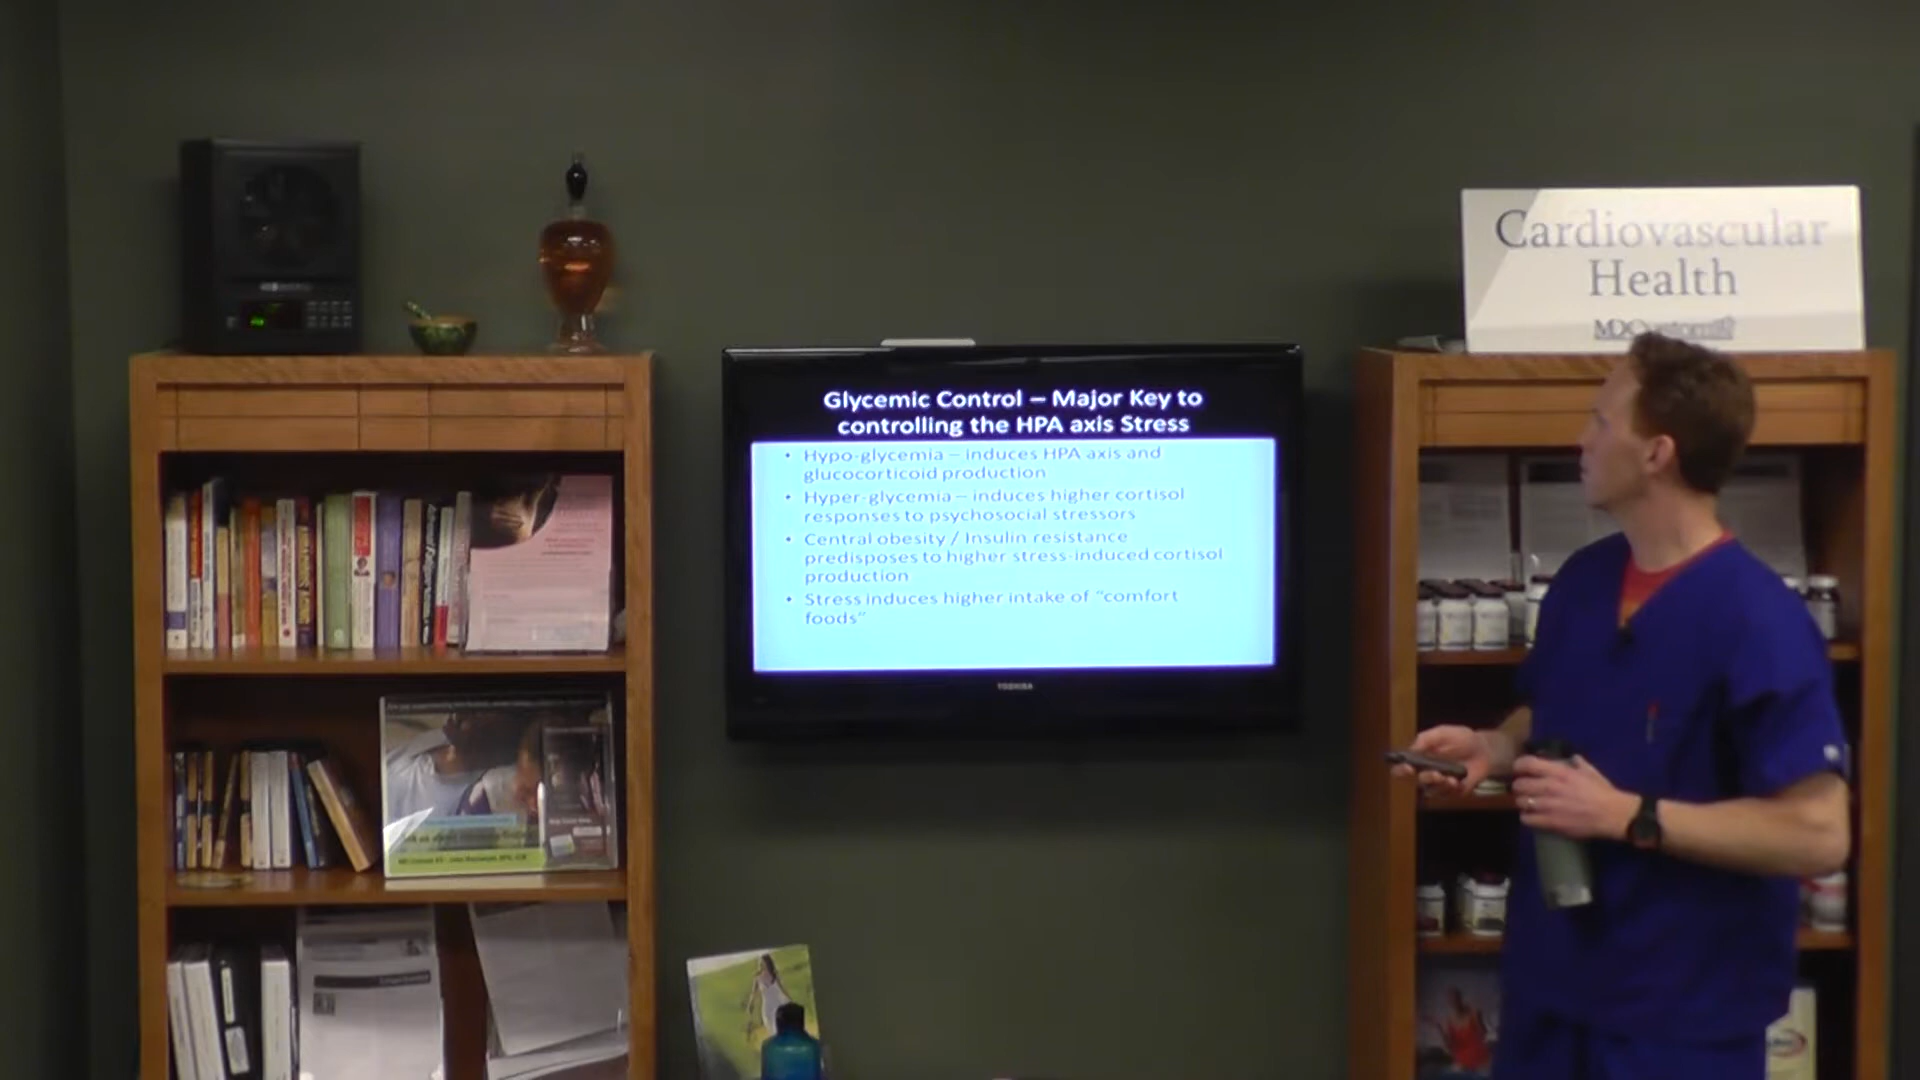 Cardiovascular
Health
Glycemic Control – Major Key to
controlling the HPA axis Stress
• Hypo-glycemia – induces HPA axis and
glucocorticoid production
• Hyper-glycemia – induces higher cortisol
responses to psychosocial stressors
• Central obesity / Insulin resistance
predisposes to higher stress-induced cortisol
production
• Stress induces higher intake of “comfort
foods”
TOSHIBA